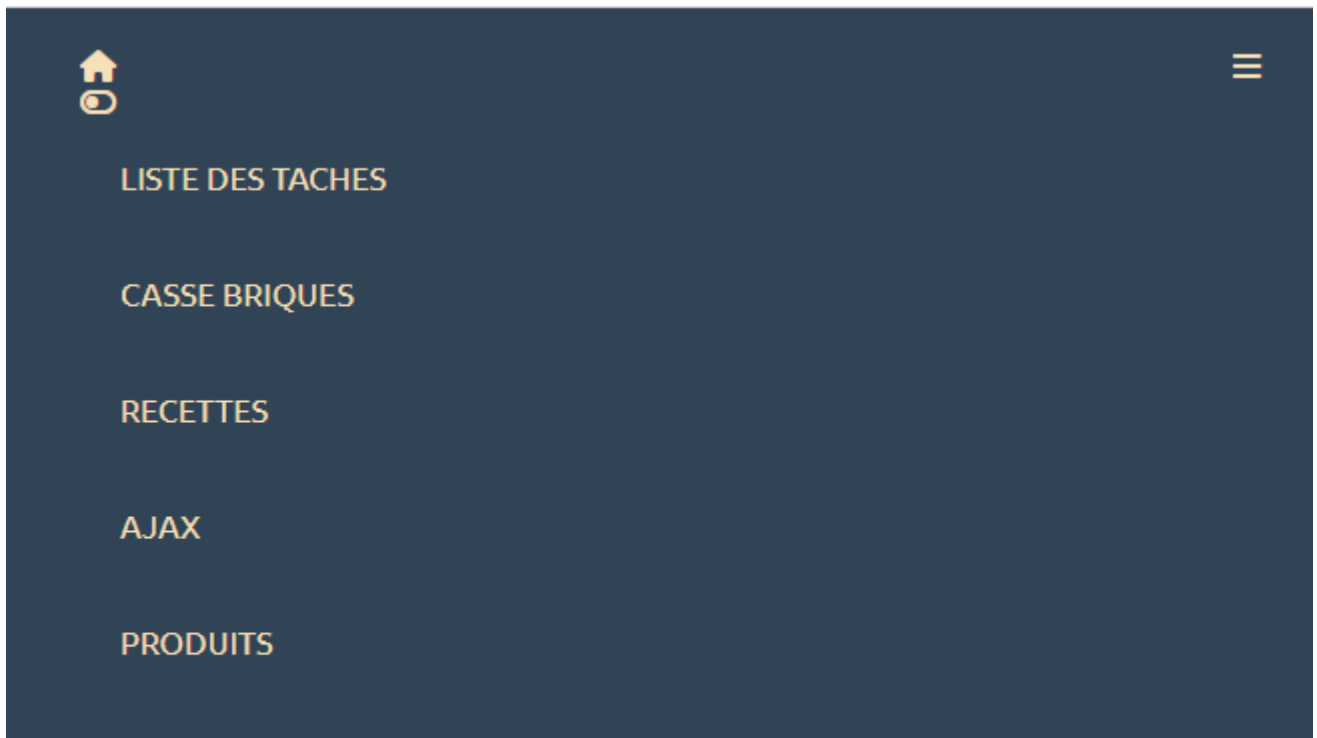 LISTE DES TACHES
CASSE BRIQUES
RECETTES
AJAX
PRODUITS